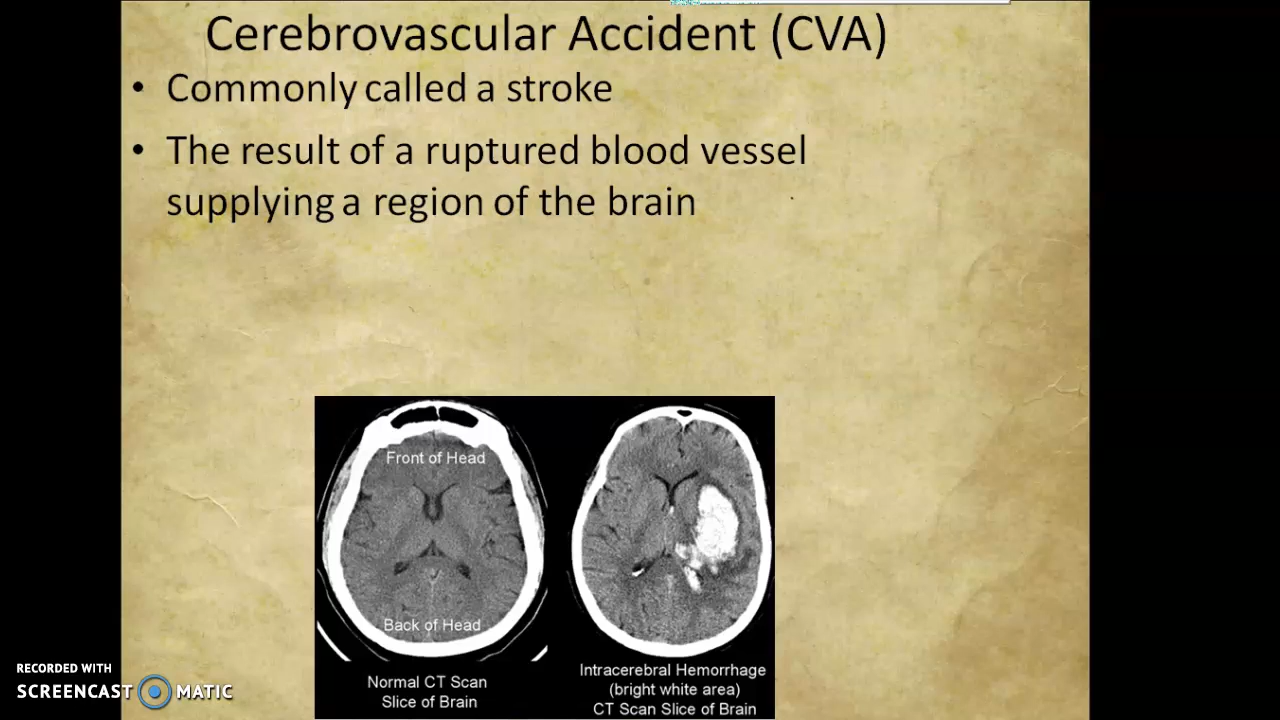 Cerebrovascular Accident (CVA)
• Commonly called a stroke
• The result of a ruptured blood vessel
supplying a region of the brain
Front of Head
Back of Head
Normal CT Scan
Slice of Brain
Intracerebral Hemorrhage
(bright white area)
CT Scan Slice of Brain
RECORDED WITH
SCREENCAST MATIC